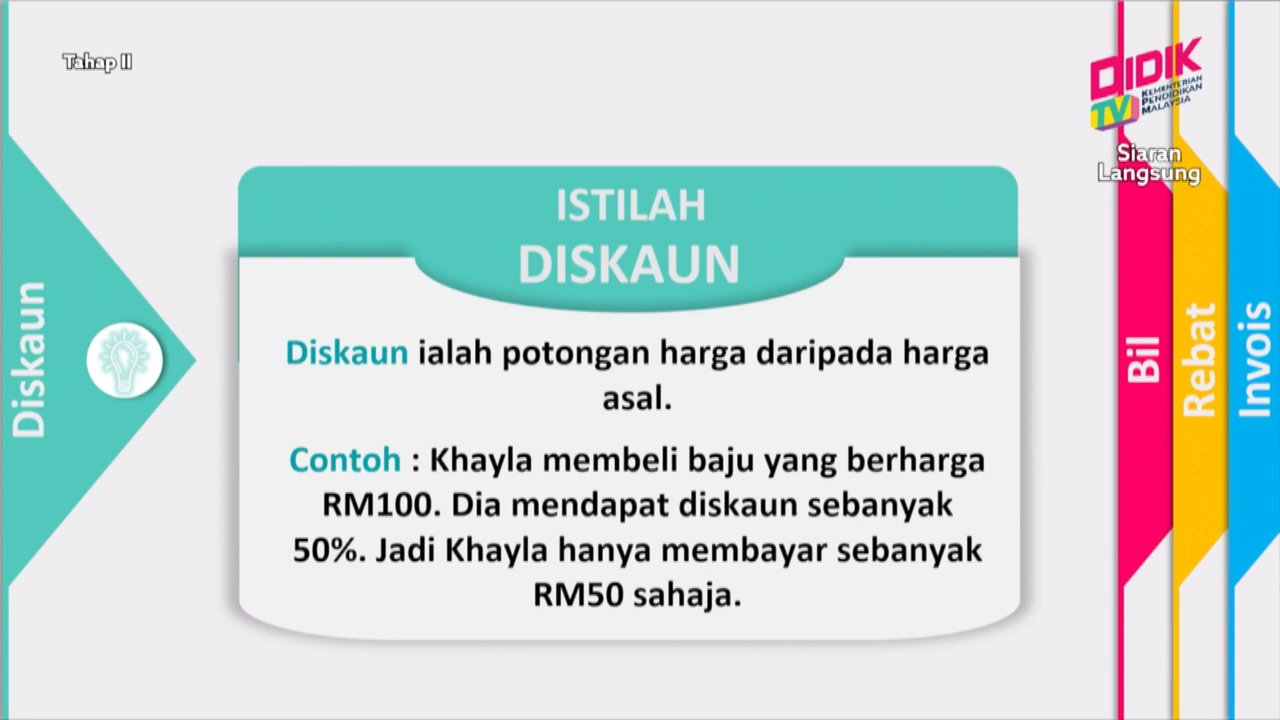 Tahap II
DIDIK
TV
KEMENTERIAN
PENDIDIKAN
MALAYSIA
Siaran
Langsung
Diskaun
ISTILAH
DISKAUN
Diskaun ialah potongan harga daripada harga
asal.
Contoh : Khayla membeli baju yang berharga
RM100. Dia mendapat diskaun sebanyak
50%. Jadi Khayla hanya membayar sebanyak
RM50 sahaja.
Bil
Rebat
Invois